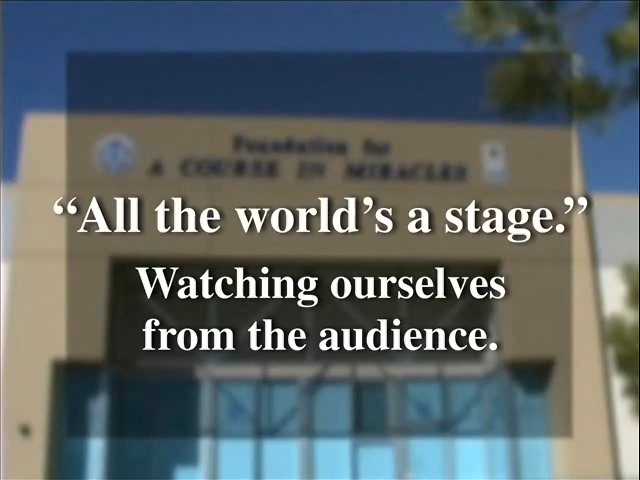 Foundation for
A COURSE IN MIRACLES
“All the world’s a stage.”
Watching ourselves
from the audience.